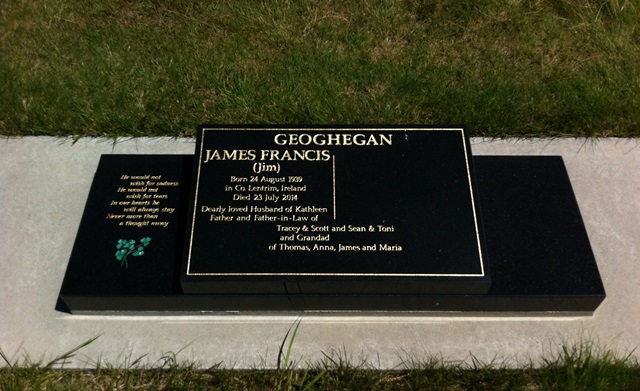 He would not
wish for sadness
He would not
wish for tears
In our hearts he
will always stay
Never more than
a thought away
GEOGHEGAN
JAMES FRANCIS
(Jim)
Born 24 August 1939
in Co. Lentrim, Ireland
Died 23 July 2014
Dearly loved Husband of Kathleen
Father and Father-in-Law of
Tracey & Scott and Sean & Toni
and Grandad
of Thomas, Anna, James and Maria